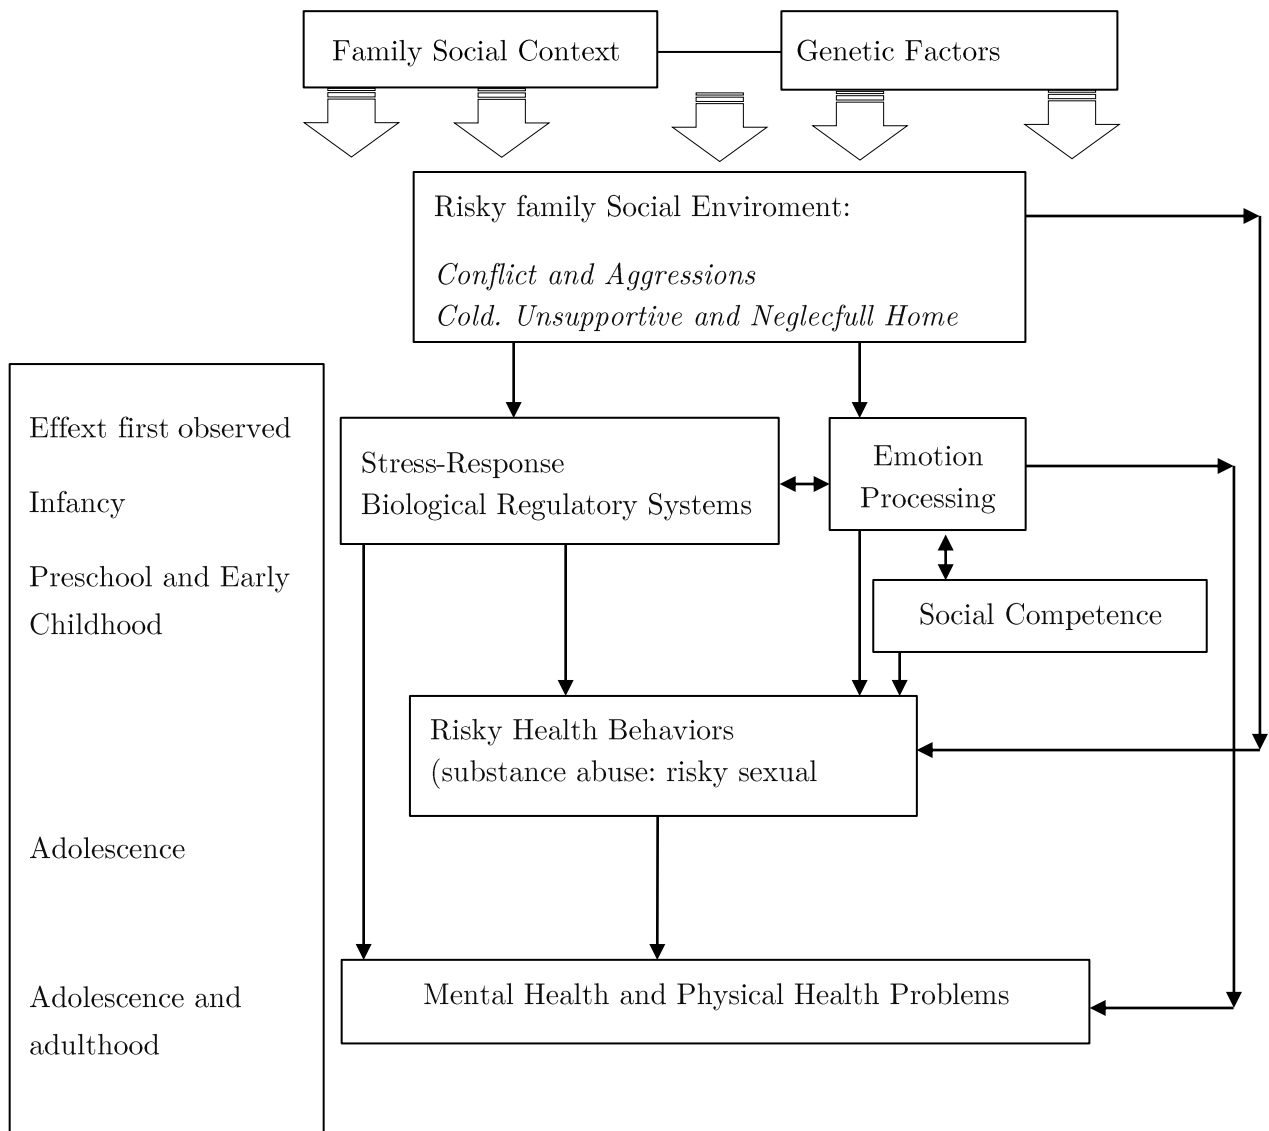 Family Social Context
Genetic Factors
Risky family Social Enviroment:
Conflict and Aggressions
Cold. Unsupportive and Neglecfull Home
Effext first observed
Infancy
Preschool and Early
Childhood
Adolescence
Adolescence and
adulthood
Stress-Response
Biological Regulatory Systems
Emotion
Processing
Social Competence
Risky Health Behaviors
(substance abuse: risky sexual
Mental Health and Physical Health Problems